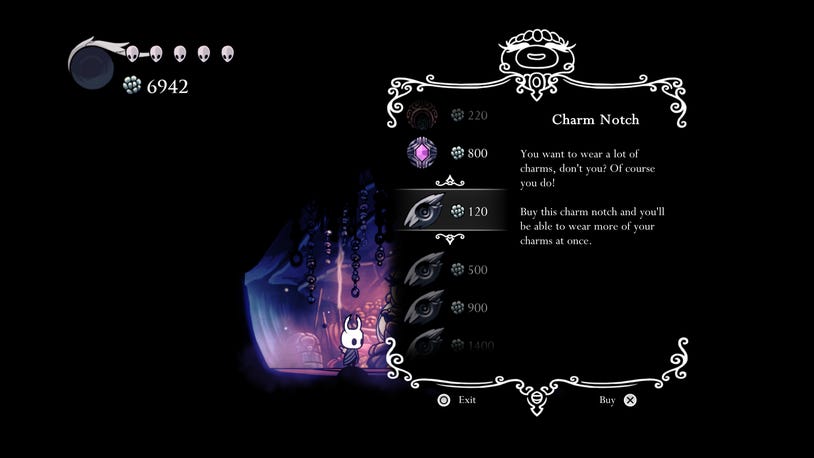 6942
220
800
120
500
900
1400
Charm Notch
You want to wear a lot of
charms, don't you? Of course
you do!
Buy this charm notch and you'll
be able to wear more of your
charms at once.
Exit
Buy